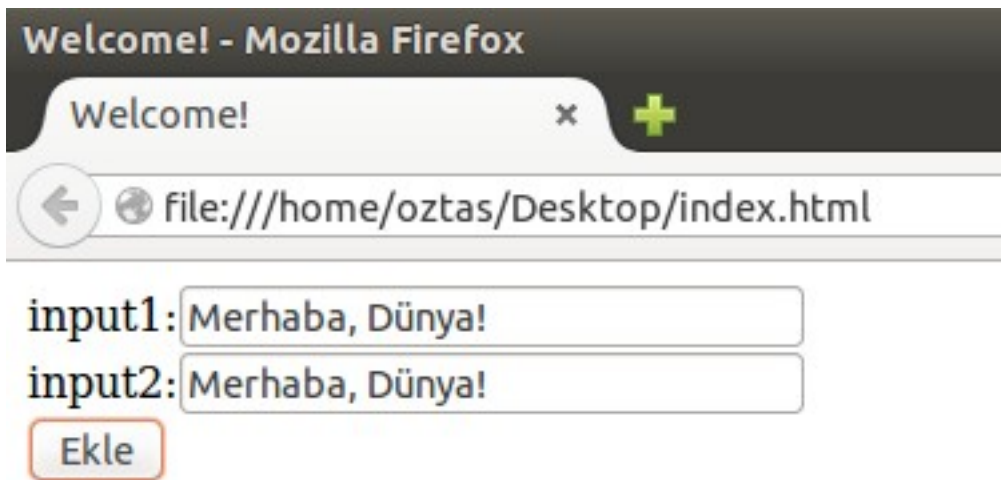 Welcome! - Mozilla Firefox
Welcome!
file:///home/oztas/Desktop/index.html
input1: Merhaba, Dünya!
input2: Merhaba, Dünya!
Ekle